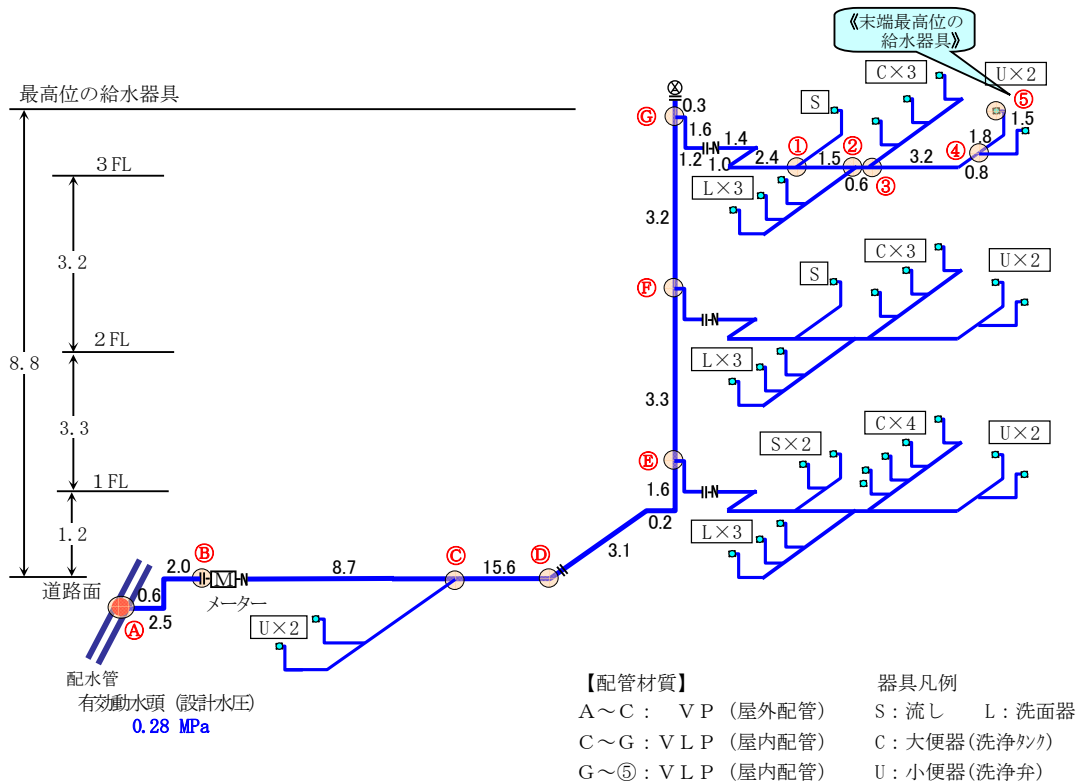 《末端最高位の
給水器具》
C×3
U×2
⑤
最高位の給水器具
S
0.3
Ⓖ
1.6
1.4
1.5
1.2
1.0
2.4
①
1.5
②
1.8
④
3.2
0.8
0.6
③
3FL
L×3
3.2
3.2
C×3
U×2
S
Ⓕ
2FL
8.8
L×3
3.3
3.3
C×4
S×2
U×2
Ⓔ
1FL
1.6
0.2
L×3
1.2
3.1
Ⓑ
2.0
8.7
Ⓒ
15.6
Ⓓ
M
道路面
0.6
メーター
2.5
Ⓐ
U×2
配水管
有効動水頭 (設計水圧)
0.28 MPa
【配管材質】
A～C： VP (屋外配管)
C～G：VLP (屋内配管)
G～⑤：VLP (屋内配管)
器具凡例
S：流し L：洗面器
C：大便器(洗浄タンク)
U：小便器(洗浄弁)